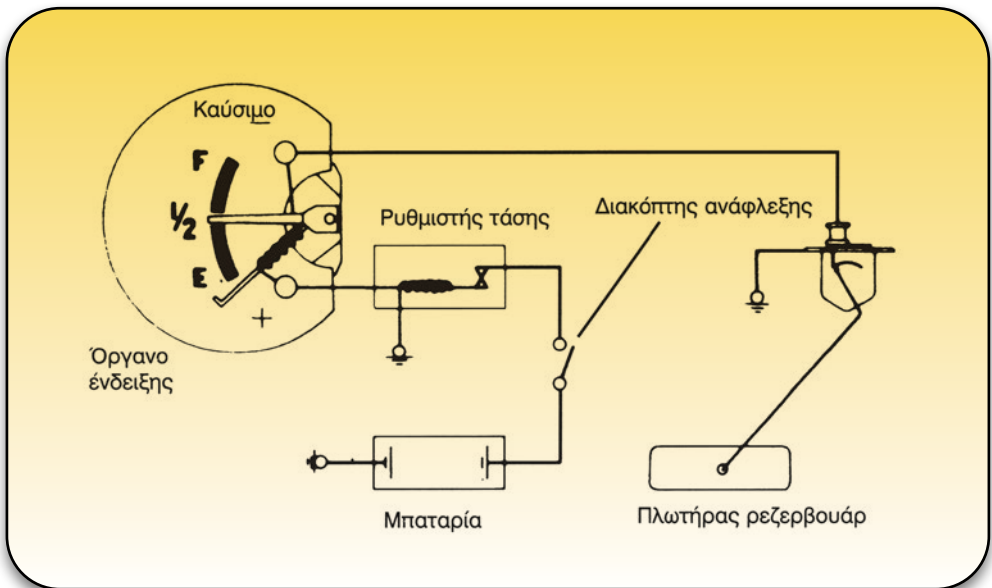 Καύσιμο
F
1/2
E
+
Όργανο
ένδειξης
Ρυθμιστής τάσης
Διακόπτης ανάφλεξης
Μπαταρία
Πλωτήρας ρεζερβουάρ